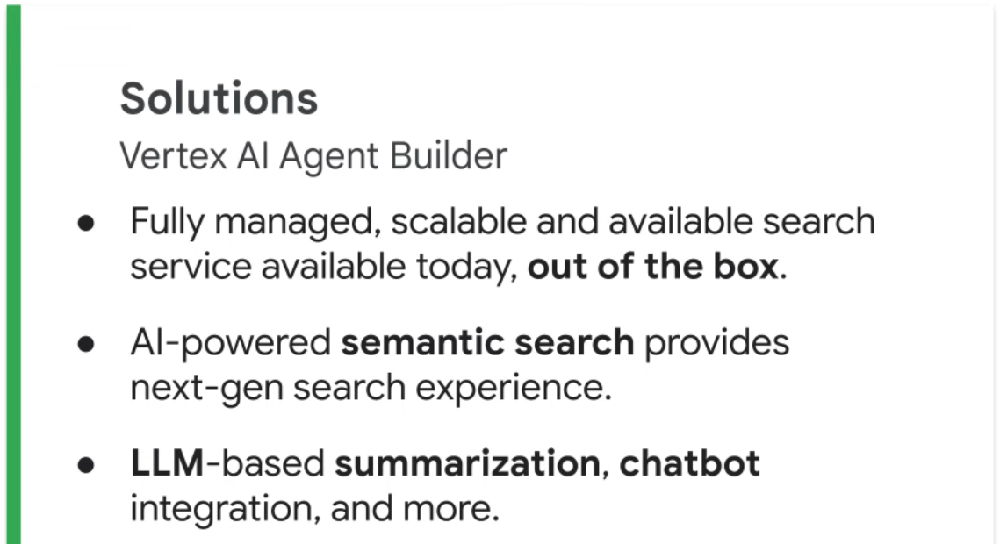 Solutions
Vertex AI Agent Builder
● Fully managed, scalable and available search
service available today, out of the box.
● AI-powered semantic search provides
next-gen search experience.
● LLM-based summarization, chatbot
integration, and more.